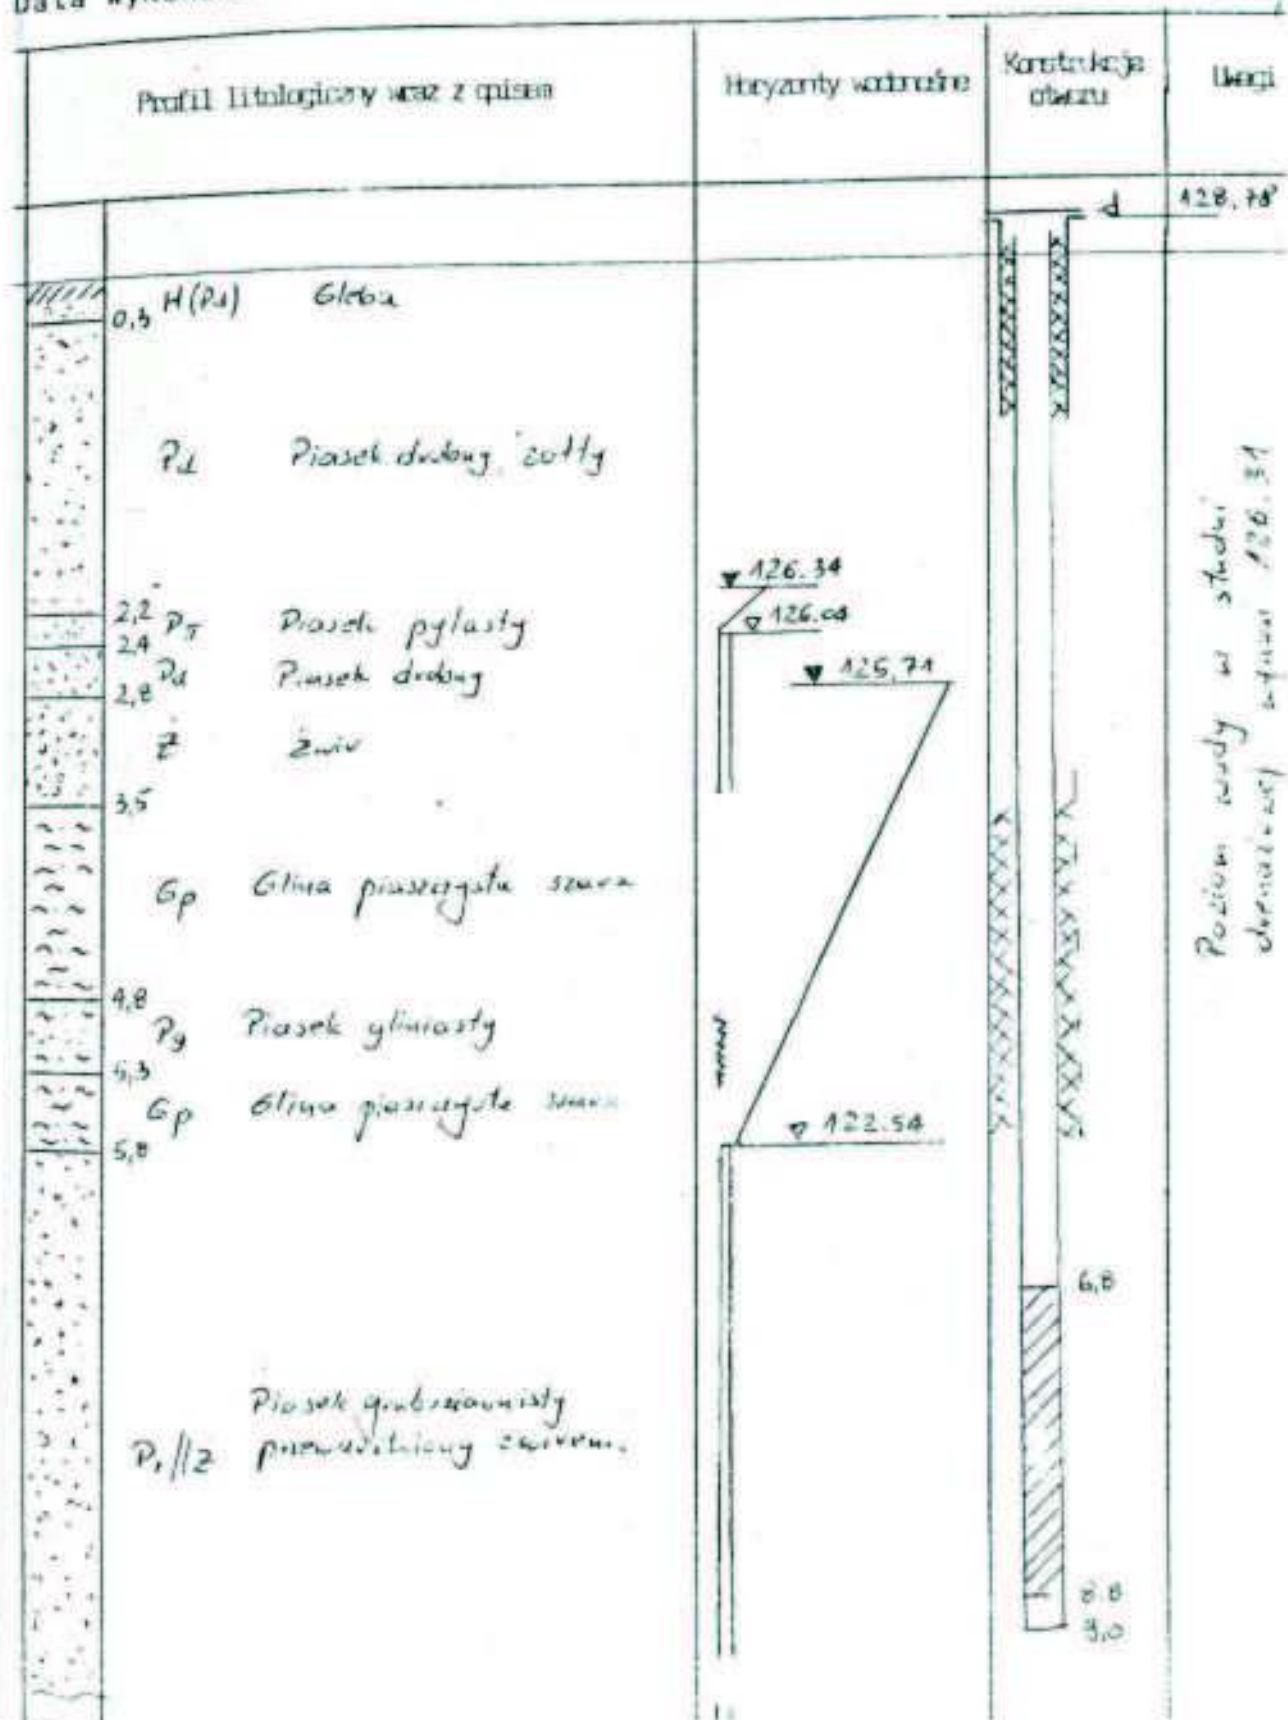 Profil litologiczny wraz z opisem
Horyzonty wodonośne
Konstrukcja
otworu
Uwagi
128,78
0,3 H(Pd) Gleba
Pd Piasek drobny żółty
126.34
126.04
2,2
Pπ Piasek pylasty
2,4
125,71
Pd Piasek drobny
2,8
Ż Żwir
3,5
Gp Glina piaszczysta szara
4,8
Pg Piasek gliniasty
5,3
Gp Glina piaszczysta szara
122.54
5,8
6,8
Piasek gruboziarnisty
przewarstwiony żwirem.
8.8
9,0
Poziom wody w studni
126.31